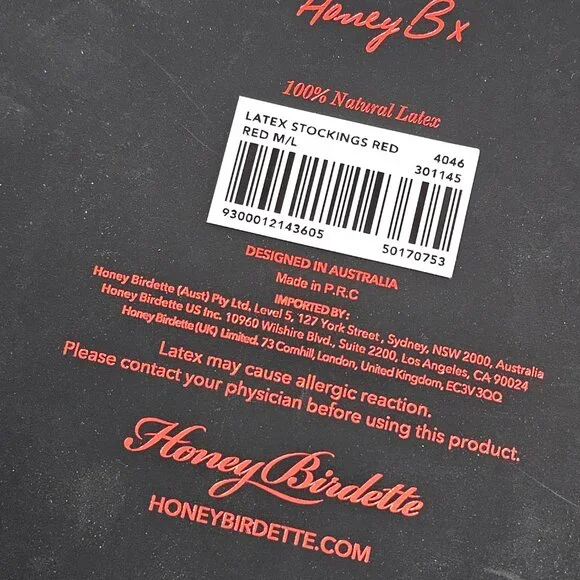 Honey B x
100% Natural Latex
LATEX STOCKINGS RED 4046
RED M/L 301145
9300012143605 50170753
DESIGNED IN AUSTRALIA
Made in P.R.C
IMPORTED BY:
Honey Birdette (Aust) Pty Ltd. Level 5, 127 York Street, Sydney, NSW 2000, Australia
Honey Birdette US Inc. 10960 Wilshire Blvd., Suite 2200, Los Angeles, CA 90024
Honey Birdette (UK) Limited. 73 Cornhill, London, United Kingdom, EC3V3QQ
Latex may cause allergic reaction.
Please contact your physician before using this product.
Honey Birdette
HONEYBIRDETTE.COM